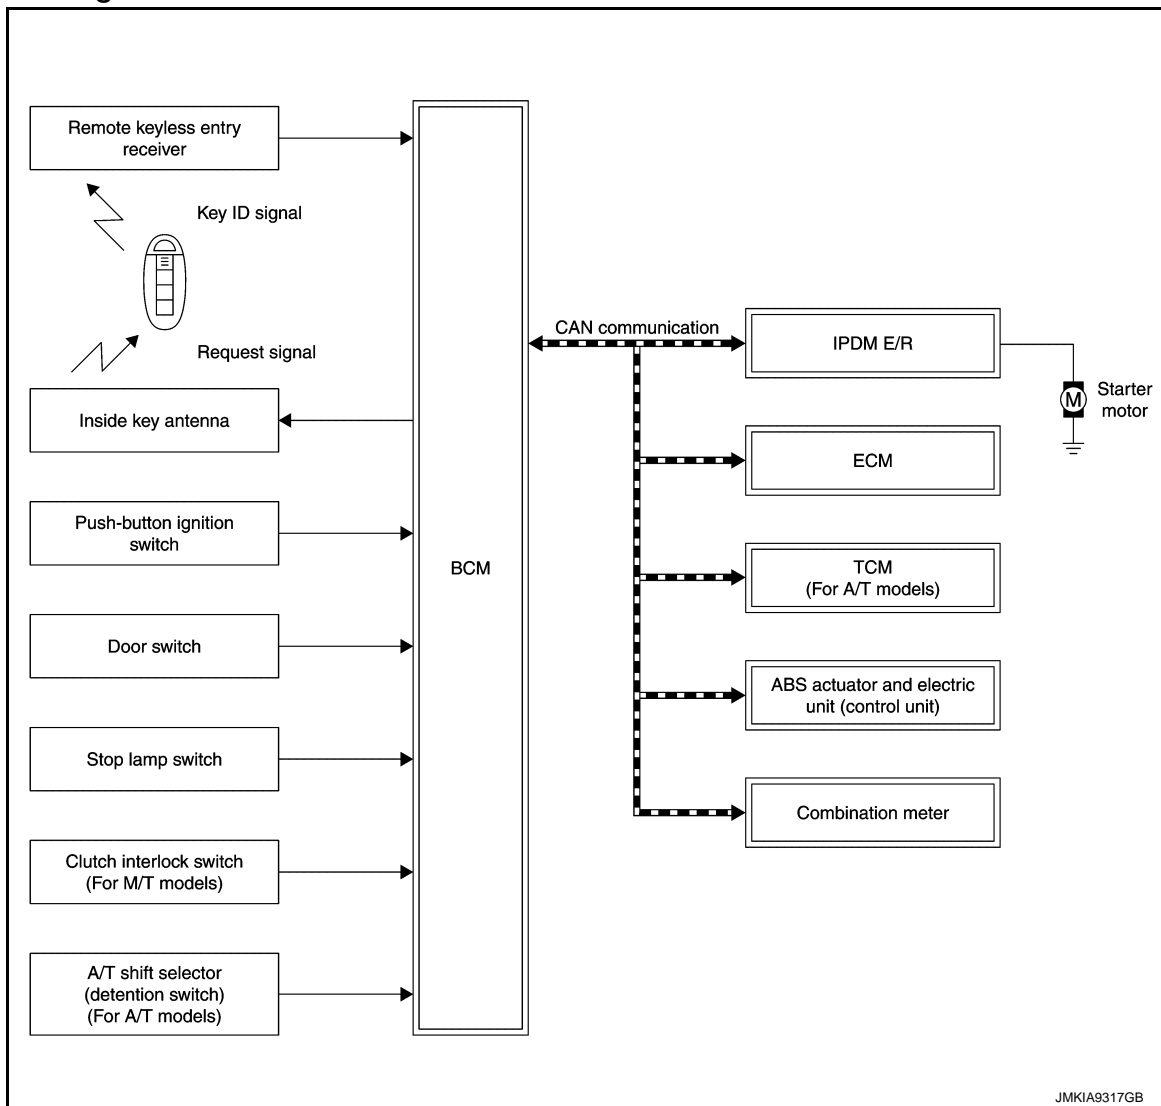 Remote keyless entry
receiver
Key ID signal
Request signal
Inside key antenna
Push-button ignition
switch
Door switch
Stop lamp switch
Clutch interlock switch
(For M/T models)
A/T shift selector
(detention switch)
(For A/T models)
BCM
CAN communication
IPDM E/R
M
Starter
motor
ECM
TCM
(For A/T models)
ABS actuator and electric
unit (control unit)
Combination meter
JMKIA9317GB